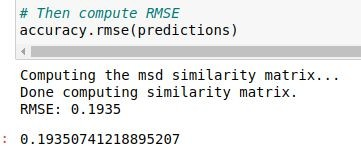 # Then compute RMSE
accuracy.rmse(predictions)
Computing the msd similarity matrix...
Done computing similarity matrix.
RMSE: 0.1935
: 0.19350741218895207